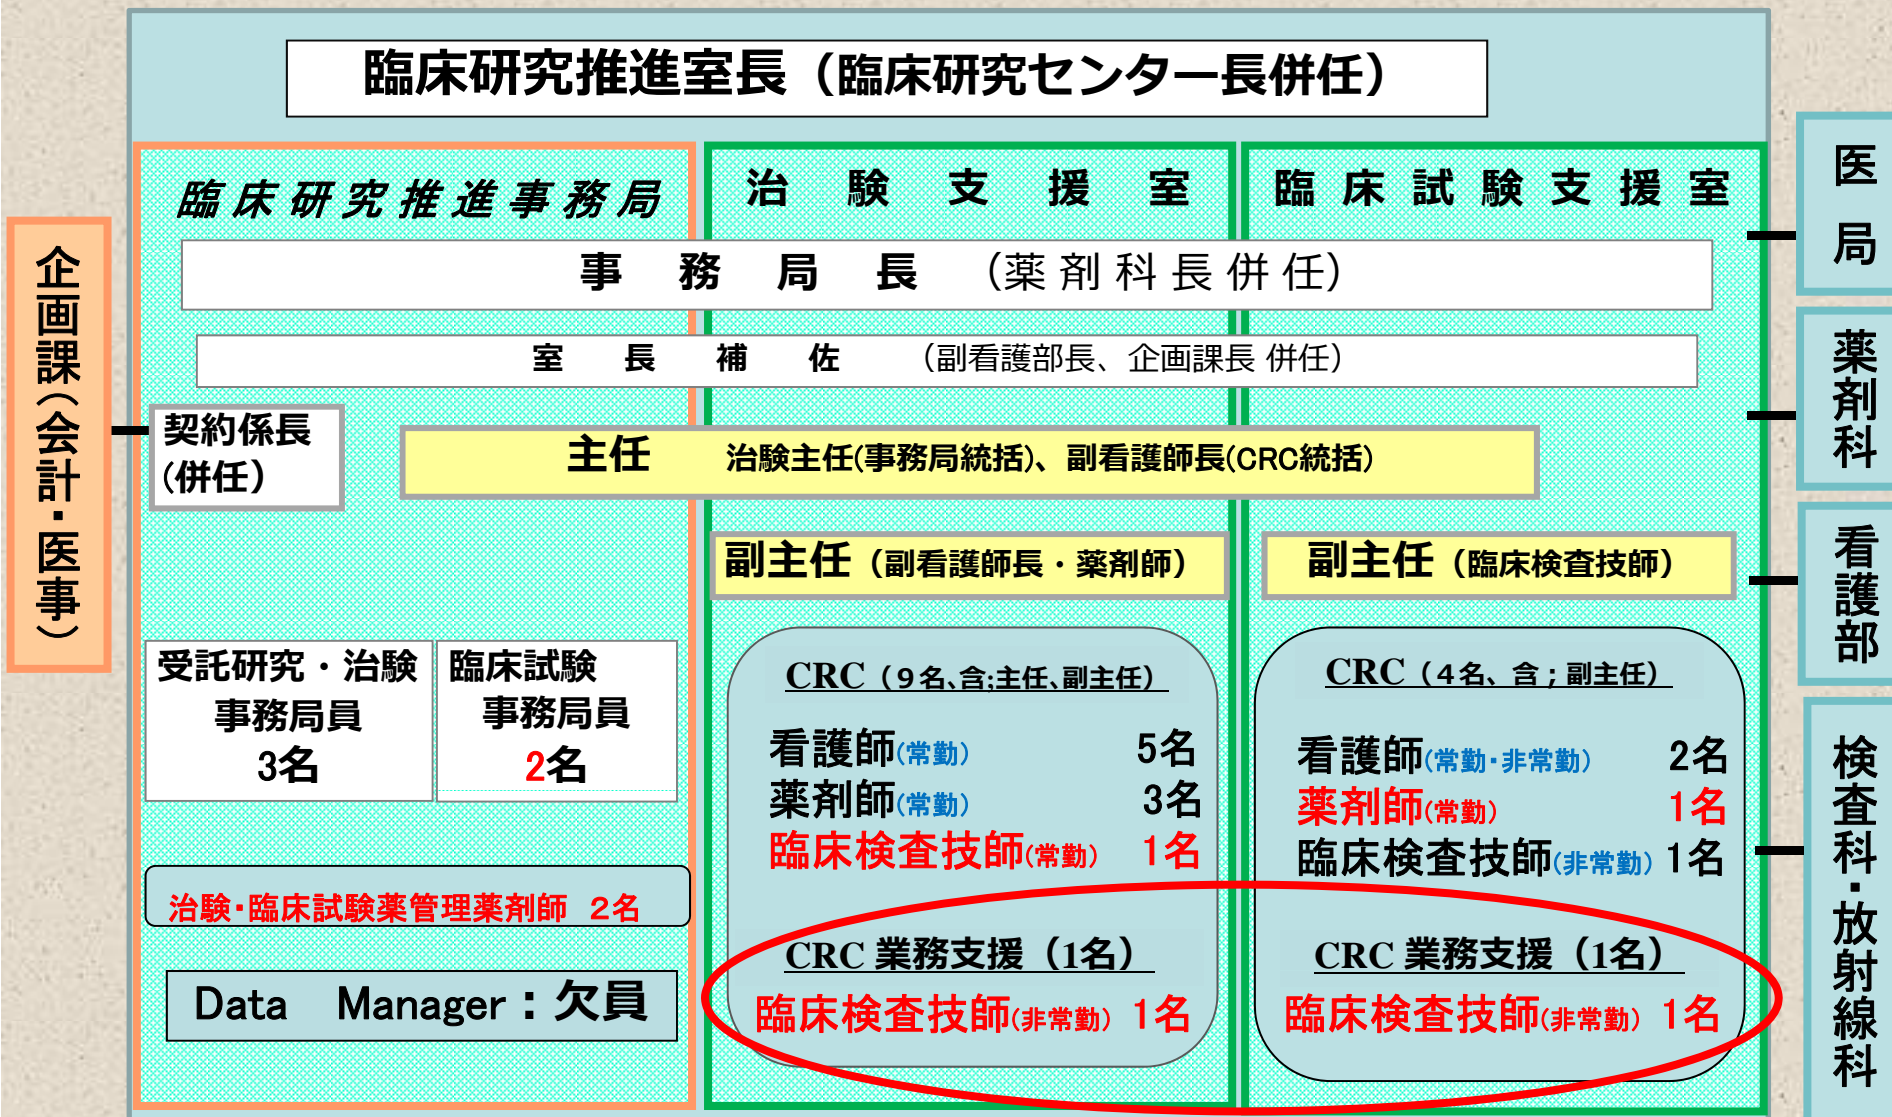 臨床研究推進室長（臨床研究センター長併任）
臨床研究推進事務局
治験支援室
臨床試験支援室
事務局長（薬剤科長併任）
室長補佐（副看護部長、企画課長 併任）
企画課（会計・医事）
契約係長
(併任）
主任 治験主任(事務局統括)、副看護師長(CRC統括)
副主任（副看護師長・薬剤師）
副主任（臨床検査技師）
受託研究・治験
事務局員
3名
臨床試験
事務局員
2名
治験・臨床試験薬管理薬剤師 2名
Data Manager：欠員
CRC（９名、含;主任、副主任）
看護師(常勤) 5名
薬剤師(常勤) 3名
臨床検査技師(常勤) 1名
CRC 業務支援（1名）
臨床検査技師(非常勤) 1名
CRC（４名、含；副主任）
看護師(常勤・非常勤) 2名
薬剤師(常勤) 1名
臨床検査技師(非常勤) 1名
CRC 業務支援（1名）
臨床検査技師(非常勤) 1名
医局
薬剤科
看護部
検査科・放射線科